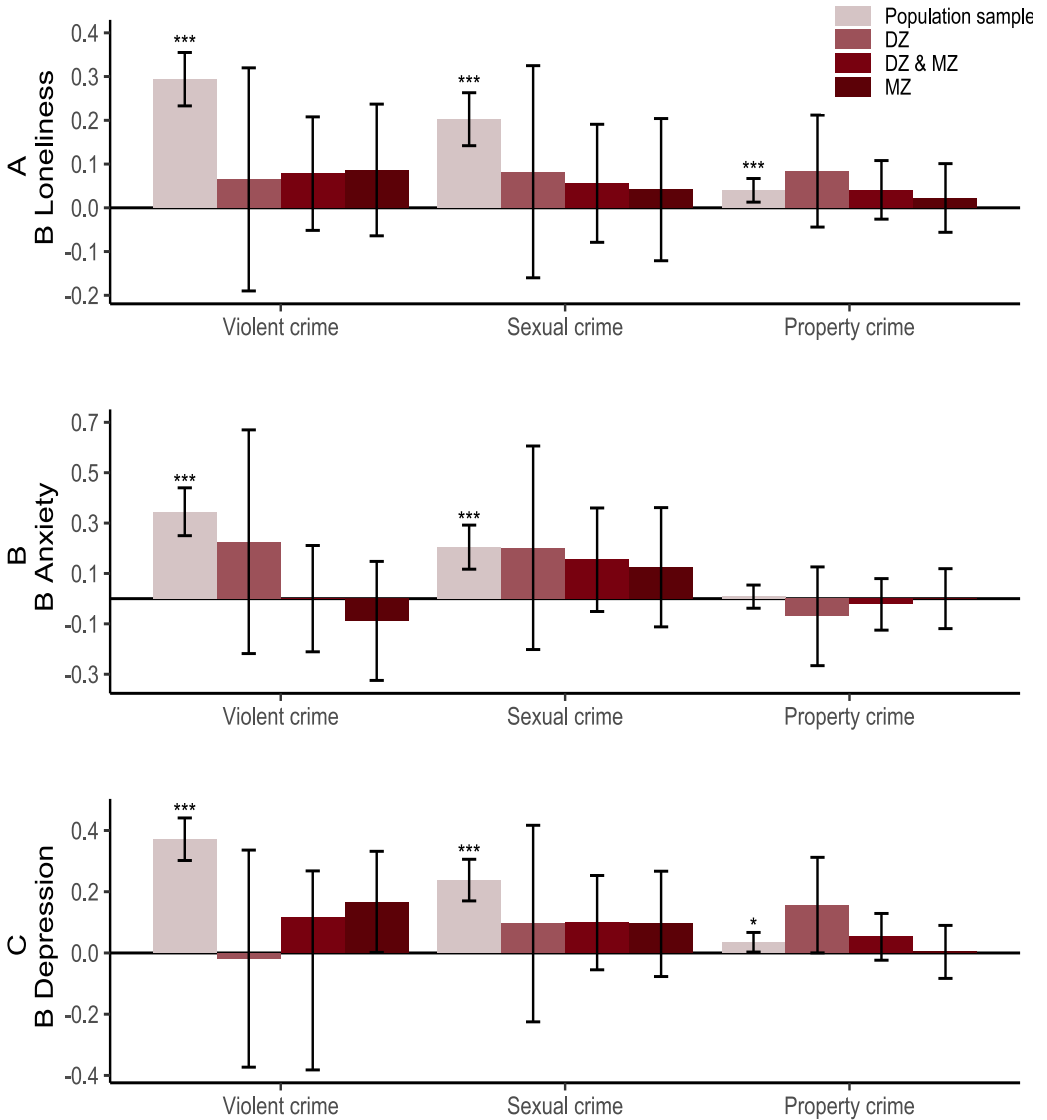 Population sample
DZ
DZ & MZ
MZ
A
B Loneliness
0.4
0.3
0.2
0.1
0.0
-0.1
-0.2
***
***
***
Violent crime
Sexual crime
Property crime
B
B Anxiety
0.7
0.5
0.3
0.1
-0.1
-0.3
***
***
Violent crime
Sexual crime
Property crime
C
B Depression
0.4
0.2
0.0
-0.2
-0.4
***
***
*
Violent crime
Sexual crime
Property crime